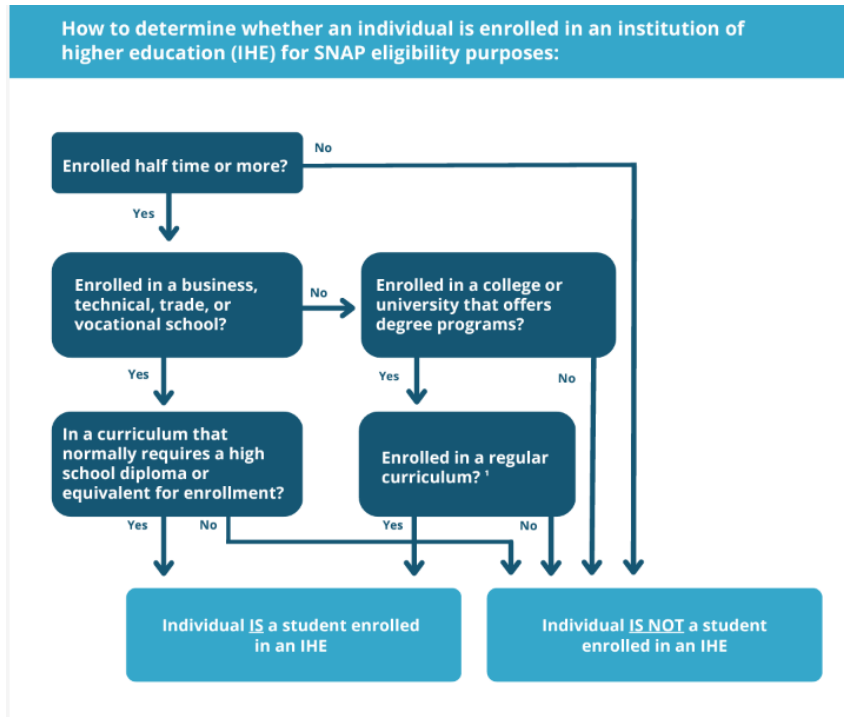 How to determine whether an individual is enrolled in an institution of
higher education (IHE) for SNAP eligibility purposes:
Enrolled half time or more?
No
Yes
Enrolled in a business,
technical, trade, or
vocational school?
No
Enrolled in a college or
university that offers
degree programs?
Yes
Yes
No
In a curriculum that
normally requires a high
school diploma or
equivalent for enrollment?
Enrolled in a regular
curriculum? ¹
Yes
No
Yes
No
Individual IS a student enrolled
in an IHE
Individual IS NOT a student
enrolled in an IHE